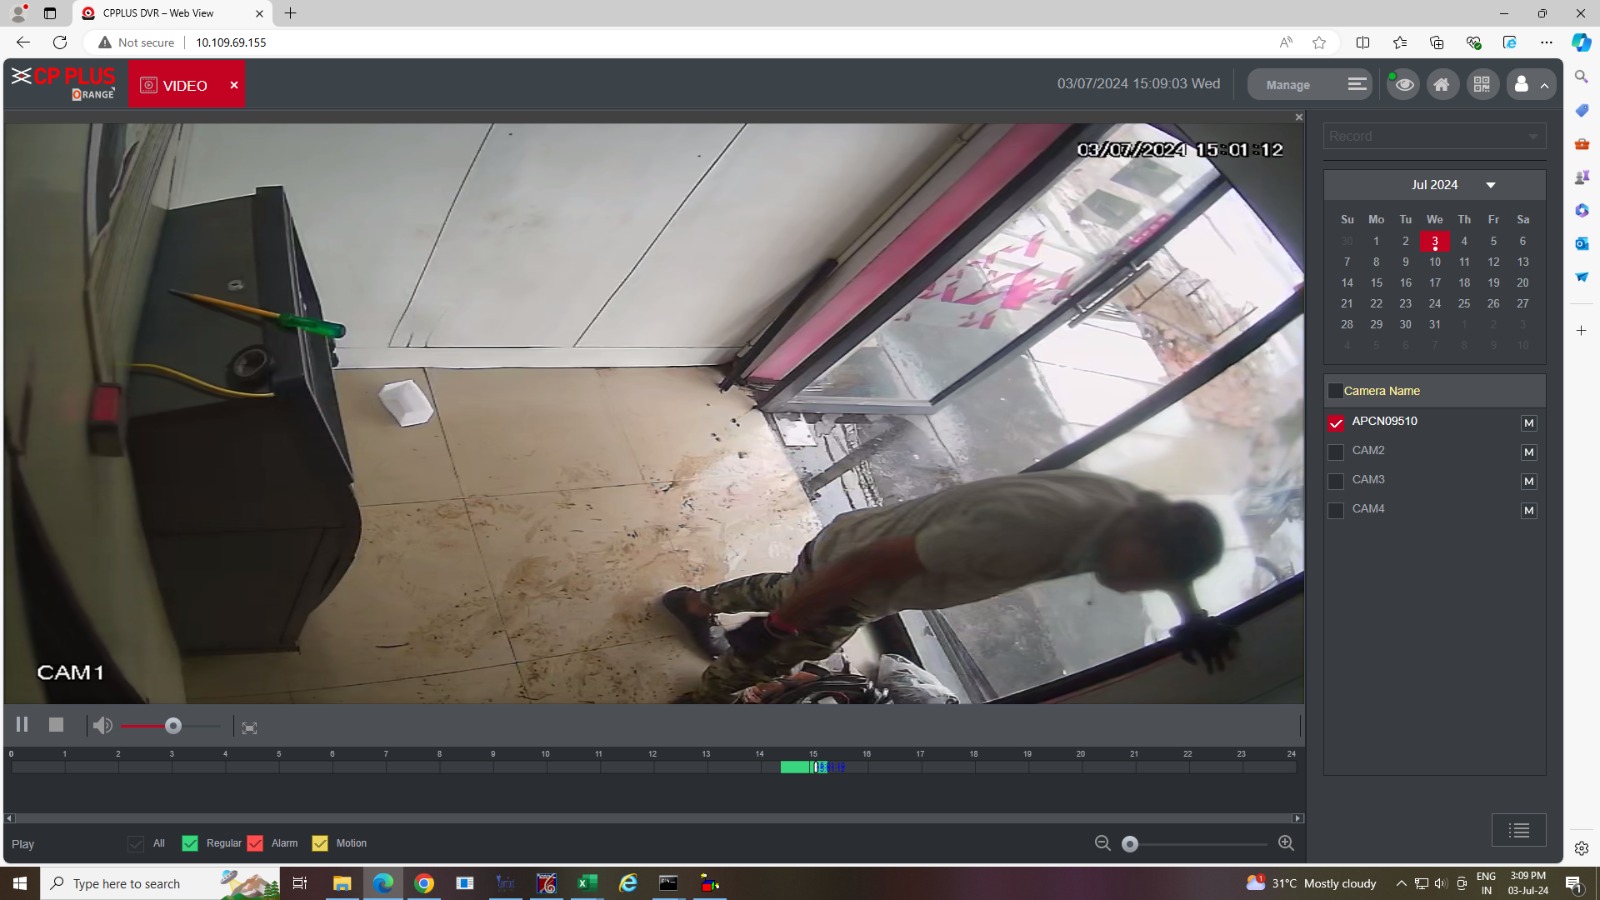 CPPLUS DVR – Web View
Not secure
10.109.69.155
CP PLUS
ORANGE
VIDEO
03/07/2024 15:09:03 Wed
Manage
03/07/2024 15:01:12
CAM1
Record
Jul 2024
Su Mo Tu We Th Fr Sa
30 1 2 3 4 5 6
7 8 9 10 11 12 13
14 15 16 17 18 19 20
21 22 23 24 25 26 27
28 29 30 31 1 2 3
4 5 6 7 8 9 10
Camera Name
APCN09510 M
CAM2 M
CAM3 M
CAM4 M
0 1 2 3 4 5 6 7 8 9 10 11 12 13 14 15 16 17 18 19 20 21 22 23 24
Play
All
Regular
Alarm
Motion
Type here to search
31°C Mostly cloudy
ENG
IN
3:09 PM
03-Jul-24
1